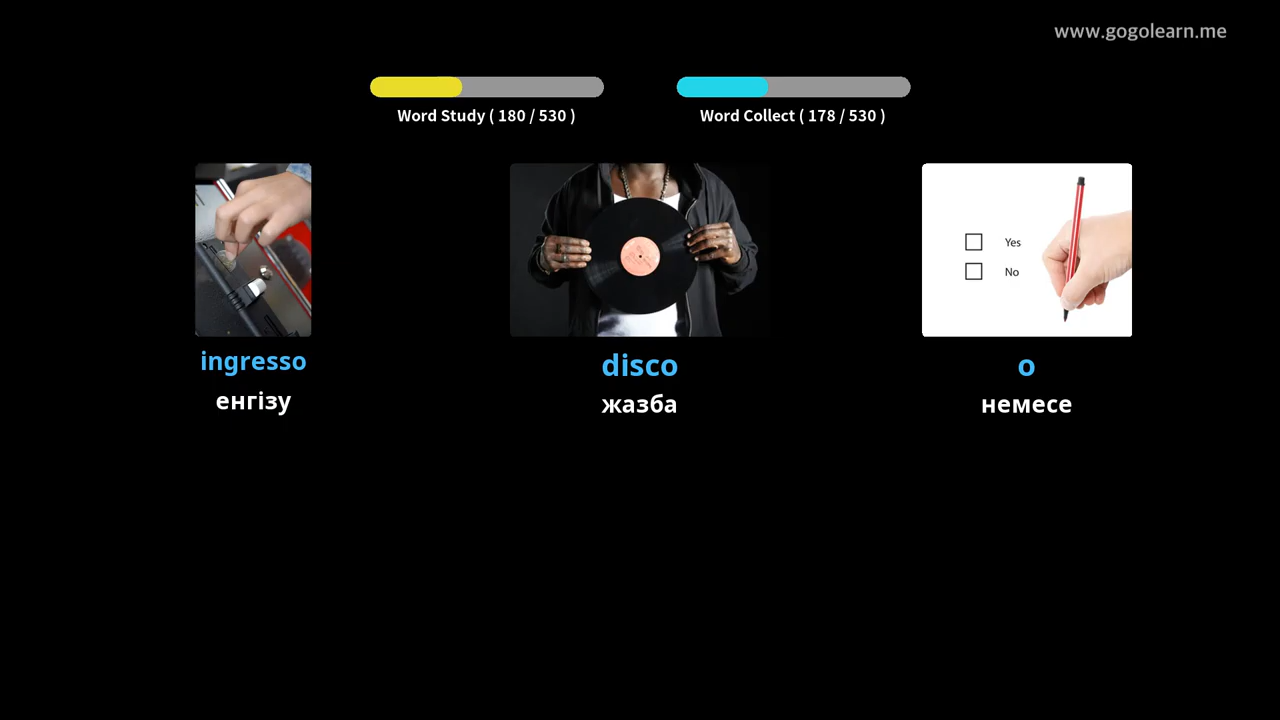 www.gogolearn.me
Word Study ( 180 / 530 )
Word Collect ( 178 / 530 )
Yes
No
ingresso
disco
o
енгізу
жазба
немесе